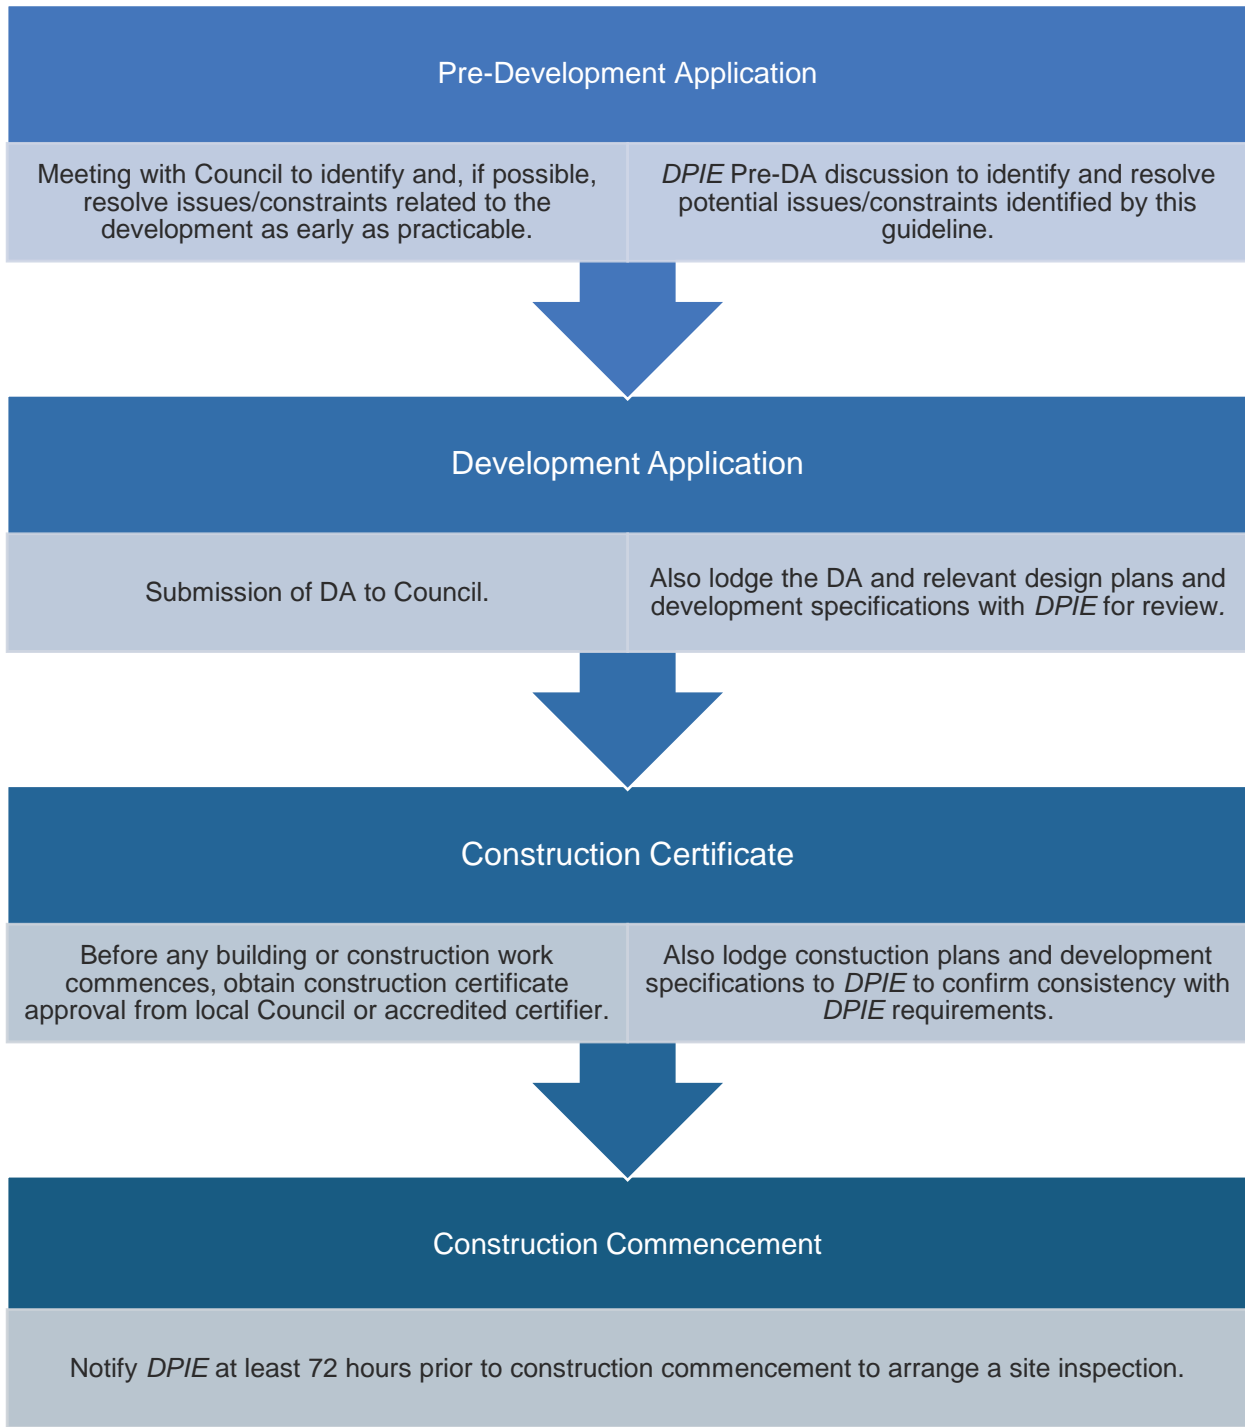 Pre-Development Application
Meeting with Council to identify and, if possible,
resolve issues/constraints related to the
development as early as practicable.
DPIE Pre-DA discussion to identify and resolve
potential issues/constraints identified by this
guideline.
Development Application
Submission of DA to Council.
Also lodge the DA and relevant design plans and
development specifications with DPIE for review.
Construction Certificate
Before any building or construction work
commences, obtain construction certificate
approval from local Council or accredited certifier.
Also lodge constuction plans and development
specifications to DPIE to confirm consistency with
DPIE requirements.
Construction Commencement
Notify DPIE at least 72 hours prior to construction commencement to arrange a site inspection.